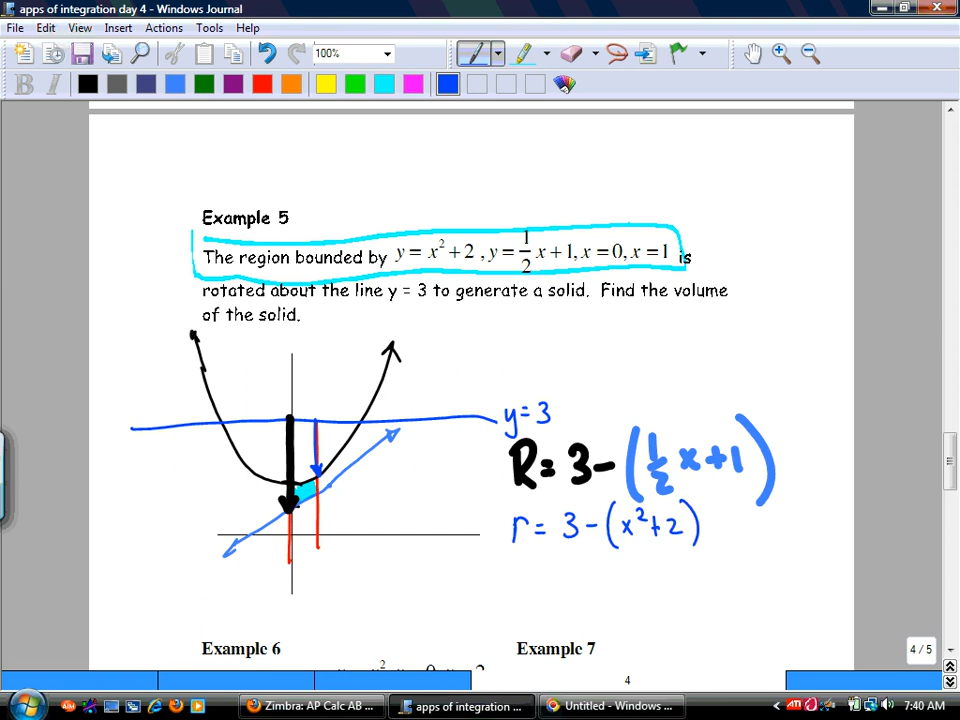 apps of integration day 4 - Windows Journal
File Edit View Insert Actions Tools Help
100%
B I
Example 5
The region bounded by y = x² + 2 , y = 1/2 x + 1, x = 0, x = 1 is
rotated about the line y = 3 to generate a solid. Find the volume
of the solid.
y = 3
R = 3 - (1/2 x + 1)
r = 3 - (x² + 2)
Example 6 Example 7
4 / 5
4
Zimbra: AP Calc AB ... apps of integration ... Untitled - Windows ... 7:40 AM